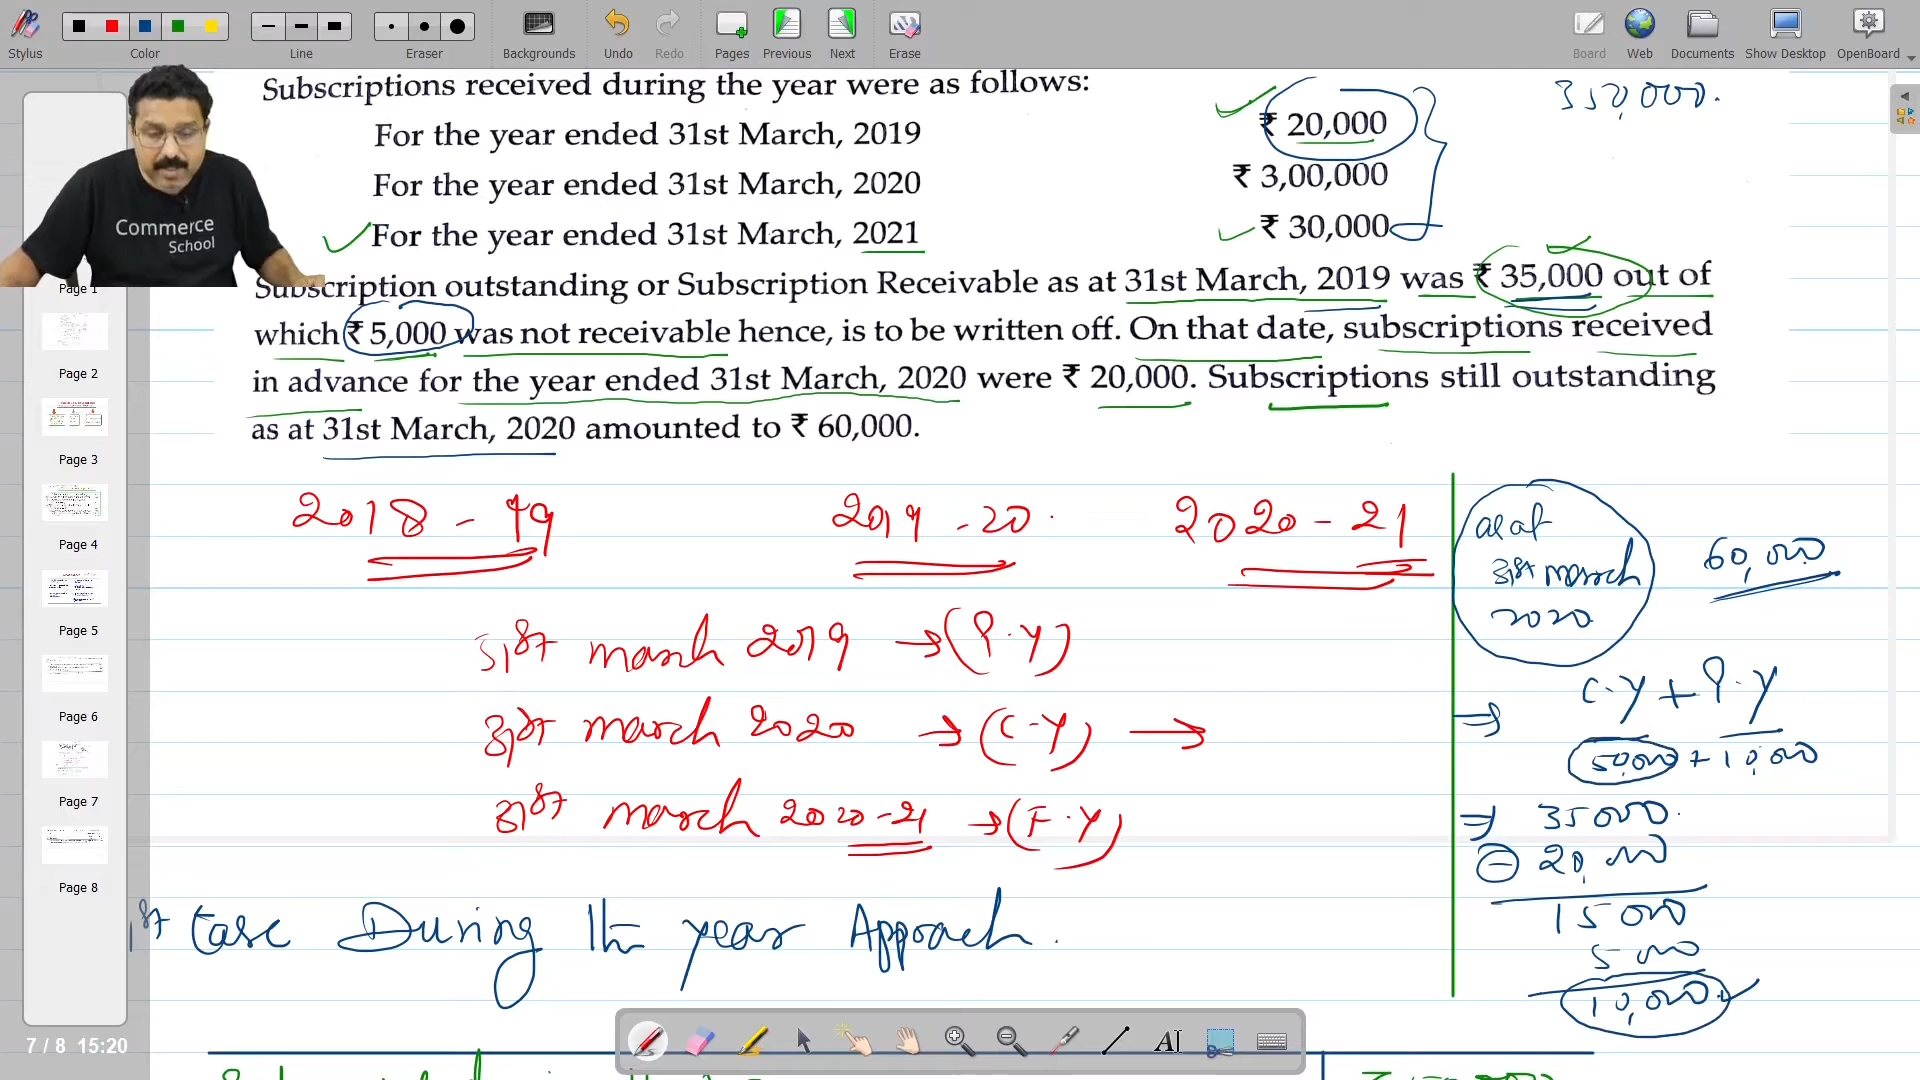 Stylus
Color
Line
Eraser
Backgrounds
Undo
Redo
Pages
Previous
Next
Erase
Board
Web
Documents
Show Desktop
OpenBoard
Commerce
School
Subscriptions received during the year were as follows:
350,000.
For the year ended 31st March, 2019 ₹ 20,000
For the year ended 31st March, 2020 ₹ 3,00,000
For the year ended 31st March, 2021 ₹ 30,000
Subscription outstanding or Subscription Receivable as at 31st March, 2019 was ₹ 35,000 out of
which ₹ 5,000 was not receivable hence, is to be written off. On that date, subscriptions received
in advance for the year ended 31st March, 2020 were ₹ 20,000. Subscriptions still outstanding
as at 31st March, 2020 amounted to ₹ 60,000.
Page 1
Page 2
Page 3
Page 4
Page 5
Page 6
Page 7
Page 8
7 / 8 15:20
2018 - 19 2019 - 20. 2020 - 21
31st march 2019 → (P.Y)
31st march 2020 → (C-Y) →
31st march 2020-21 → (F.Y)
1st Case During the year Approach.
as at
31st march
2020
60,000
⇒ C.Y + P.Y
50,000 + 10,000
⇒ 35000
⊖ 20,000
15000
5000
10,000